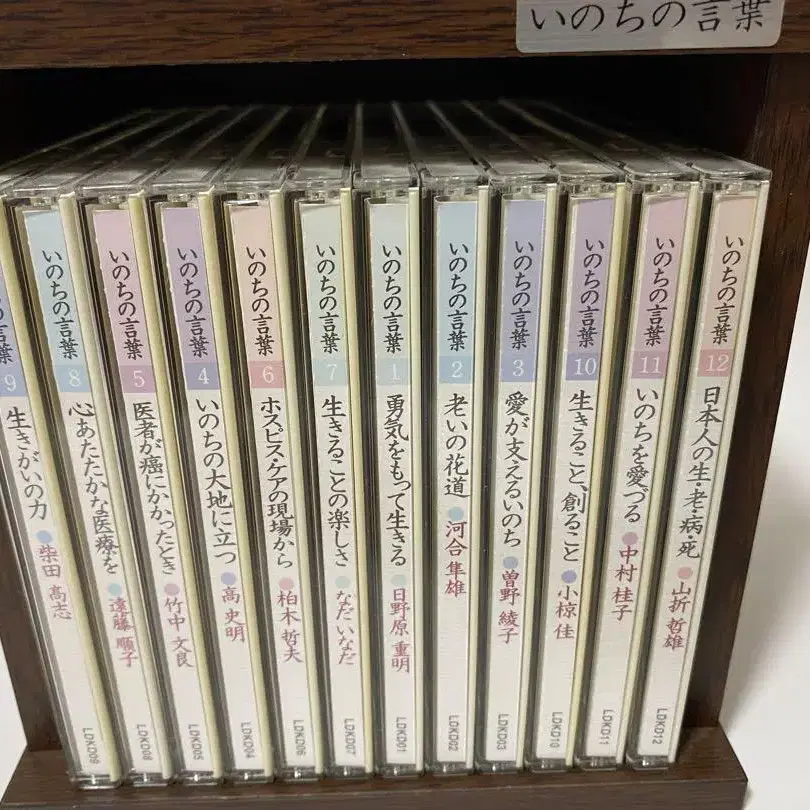 いのちの言葉
の言葉 9 生きがいの力 ●柴田 高志 LDKD09
いのちの言葉 8 心あたたかな医療を ●遠藤 順子 LDKD08
いのちの言葉 5 医者が癌にかかったとき ●竹中 文良 LDKD05
いのちの言葉 4 いのちの大地に立つ ●高 史明 LDKD04
いのちの言葉 6 ホスピス・ケアの現場から ●柏木 哲夫 LDKD06
いのちの言葉 7 生きることの楽しさ ●なだ いなだ LDKD07
いのちの言葉 1 勇気をもって生きる ●日野原 重明 LDKD01
いのちの言葉 2 老いの花道 ●河合 隼雄 LDKD02
いのちの言葉 3 愛が支えるいのち ●曽野 綾子 LDKD03
いのちの言葉 10 生きること、創ること ●小椋 佳 LDKD10
いのちの言葉 11 いのちを愛づる ●中村 桂子 LDKD11
いのちの言葉 12 日本人の生・老・病・死 ●山折 哲雄 LDKD12